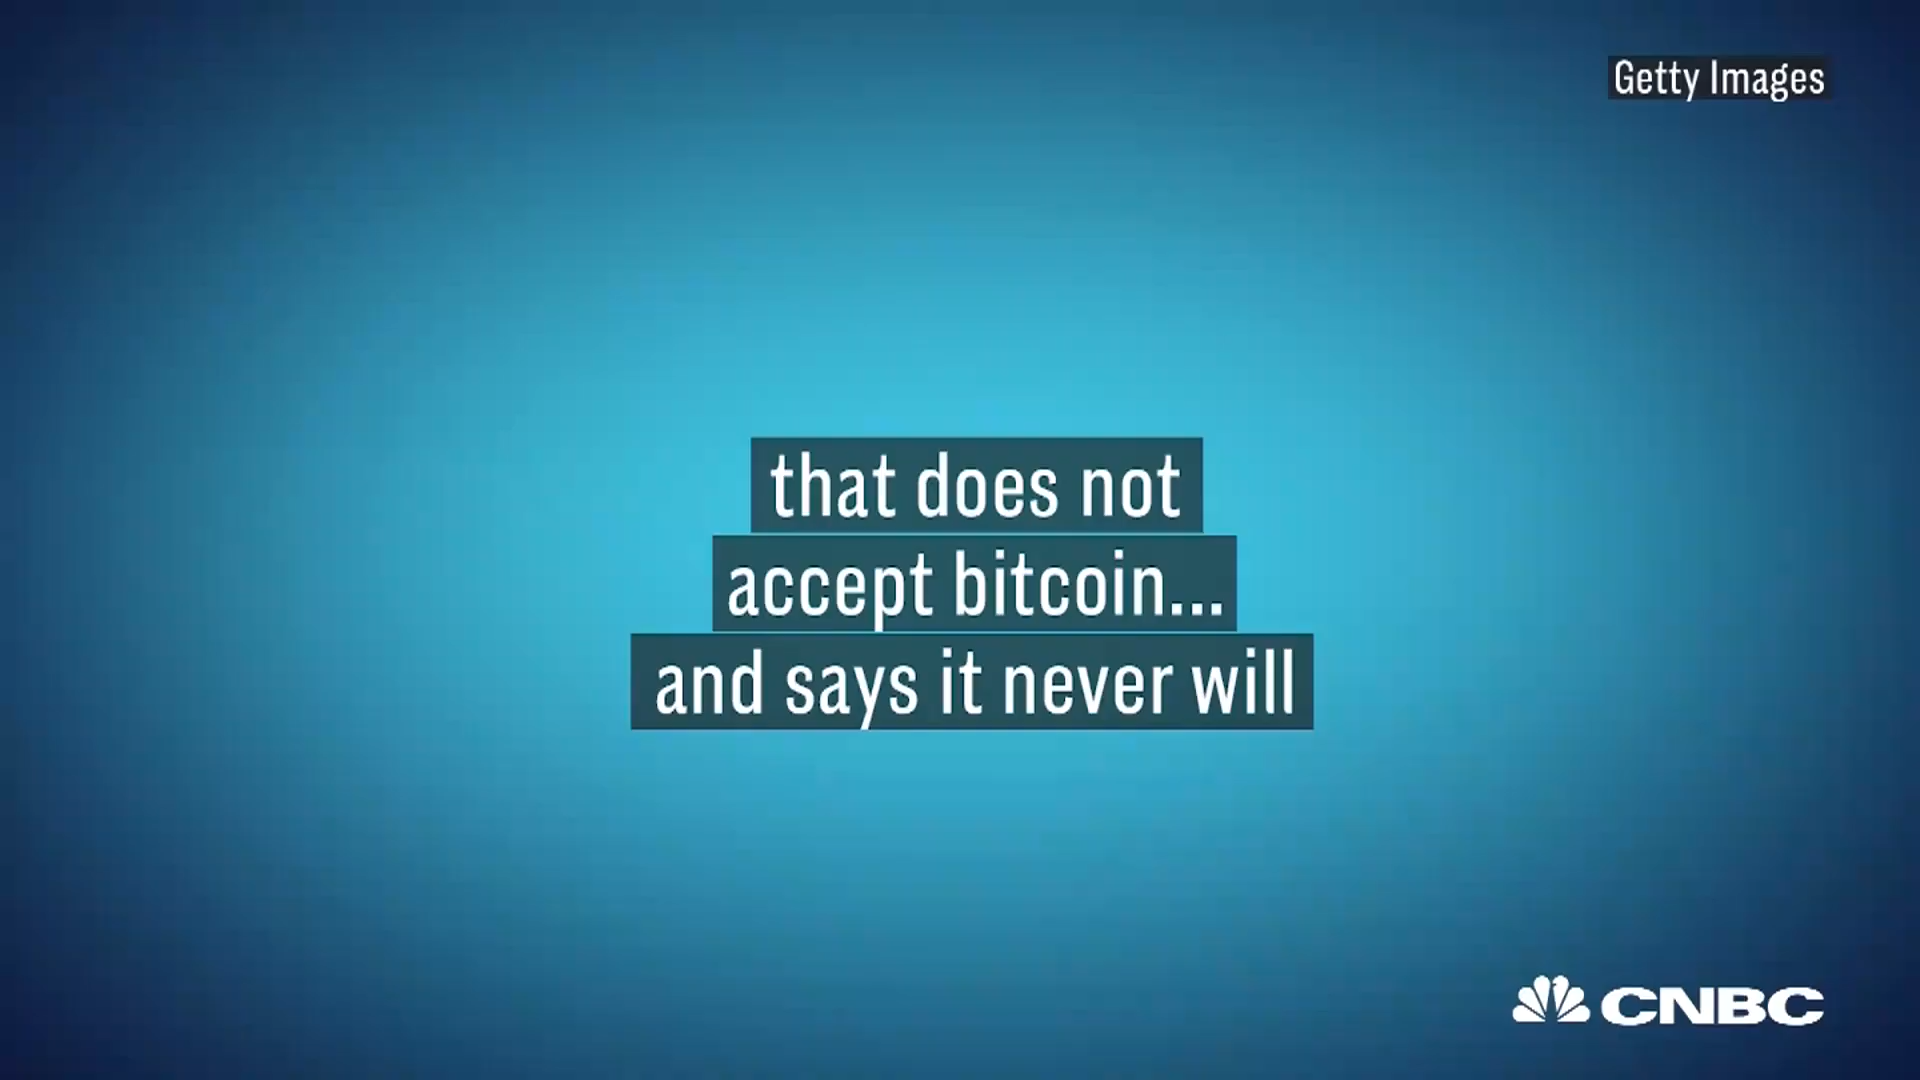 Getty Images
that does not
accept bitcoin...
and says it never will
CNBC